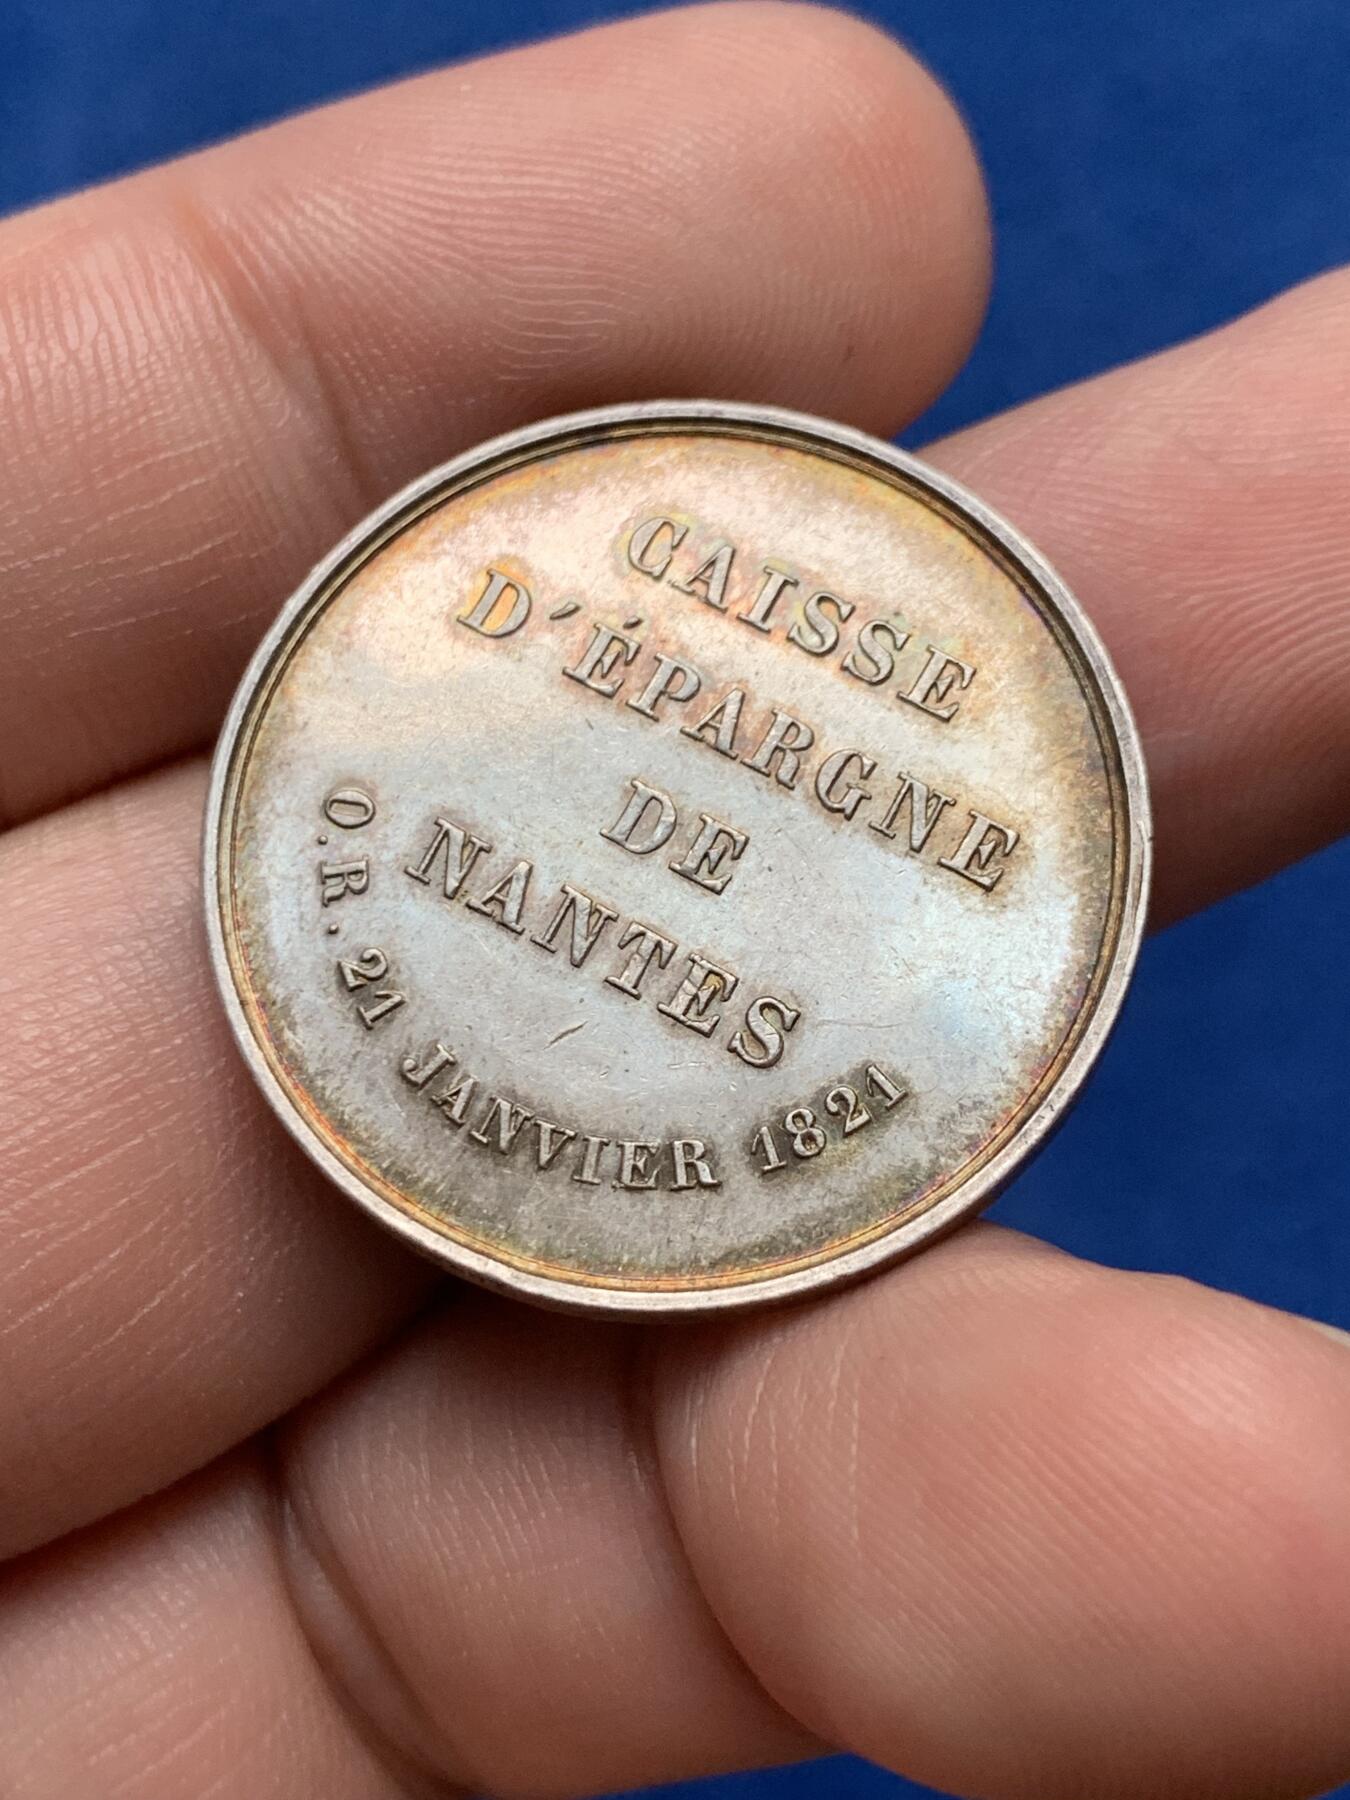 CAISSE
D'ÉPARGNE
DE
NANTES
O.R. 21 JANVIER 1821